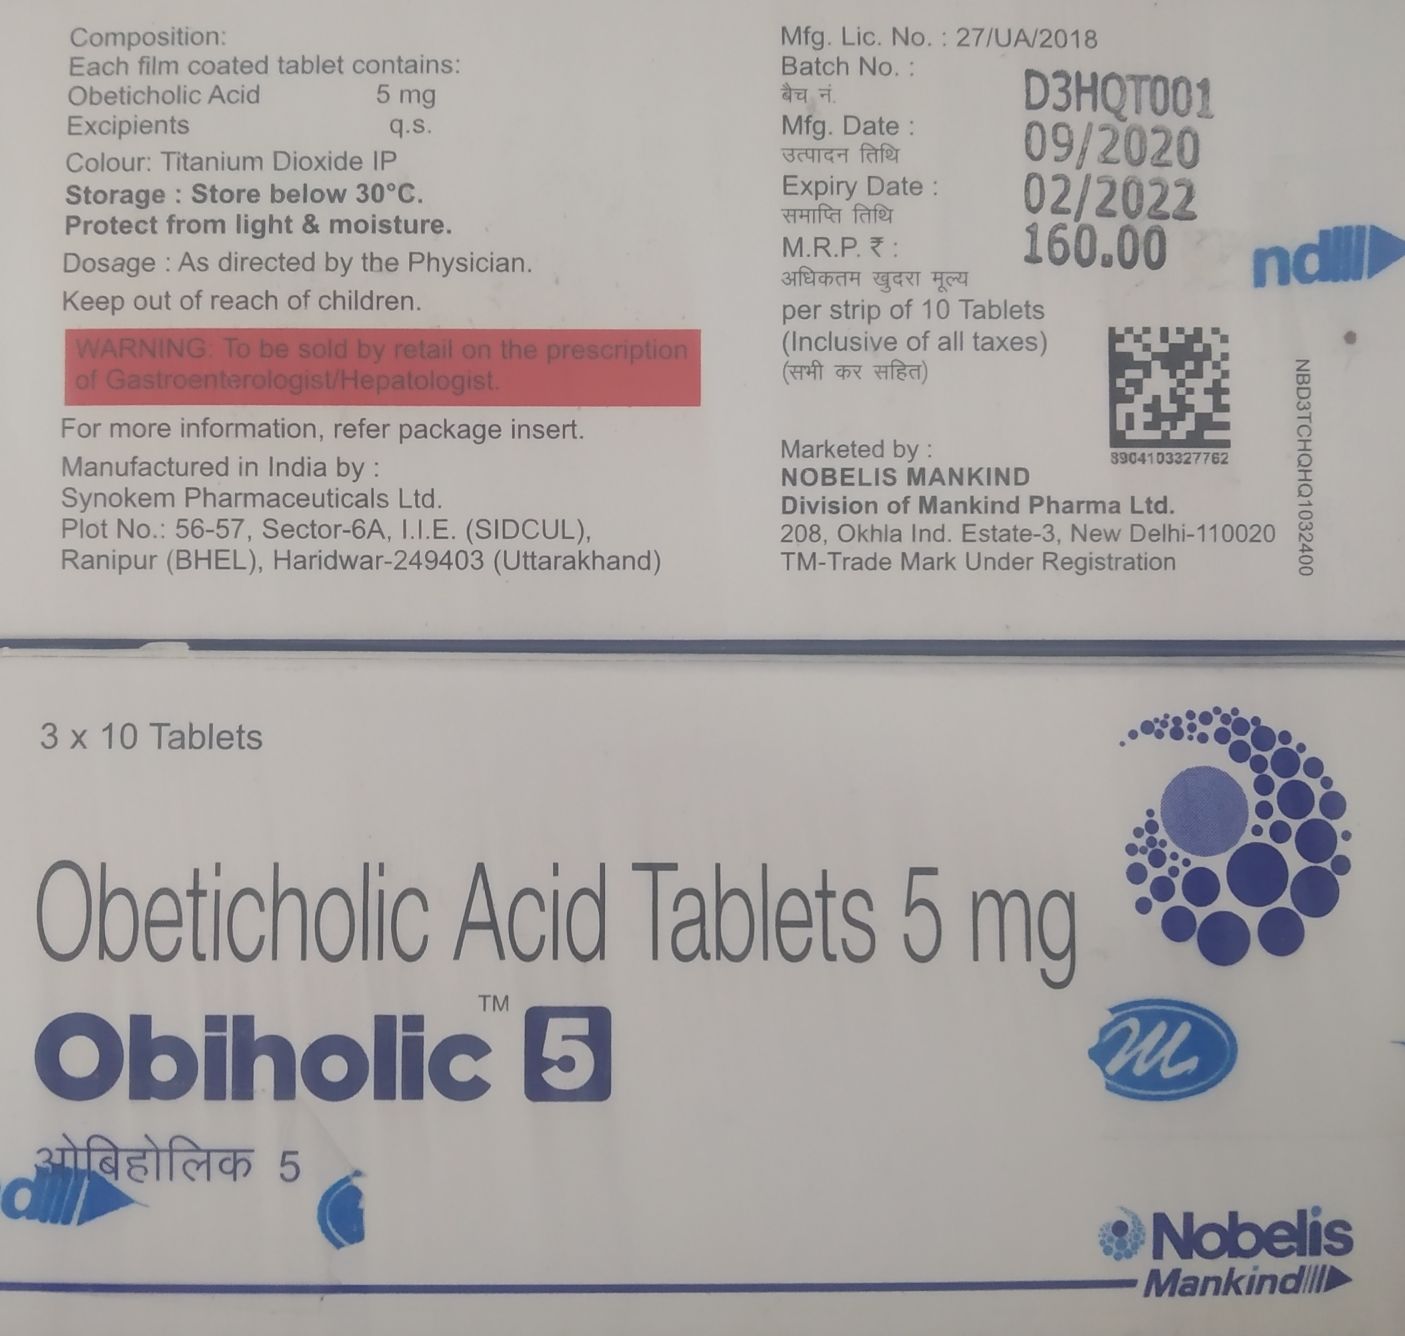 Composition:
Each film coated tablet contains:
Obeticholic Acid 5 mg
Excipients q.s.
Colour: Titanium Dioxide IP
Storage : Store below 30°C.
Protect from light & moisture.
Dosage : As directed by the Physician.
Keep out of reach of children.
WARNING: To be sold by retail on the prescription
of Gastroenterologist/Hepatologist.
For more information, refer package insert.
Manufactured in India by :
Synokem Pharmaceuticals Ltd.
Plot No.: 56-57, Sector-6A, I.I.E. (SIDCUL),
Ranipur (BHEL), Haridwar-249403 (Uttarakhand)
Mfg. Lic. No. : 27/UA/2018
Batch No. : D3HQT001
बैच नं.
Mfg. Date : 09/2020
उत्पादन तिथि
Expiry Date : 02/2022
समाप्ति तिथि
M.R.P. ₹ : 160.00
अधिकतम खुदरा मूल्य
per strip of 10 Tablets
(Inclusive of all taxes)
(सभी कर सहित)
nd
8904103327762
NBD3TCHQHQ1032400
Marketed by :
NOBELIS MANKIND
Division of Mankind Pharma Ltd.
208, Okhla Ind. Estate-3, New Delhi-110020
TM-Trade Mark Under Registration
3 x 10 Tablets
Obeticholic Acid Tablets 5 mg
Obiholic™ 5
ओबिहोलिक 5
d
m
Nobelis
Mankind